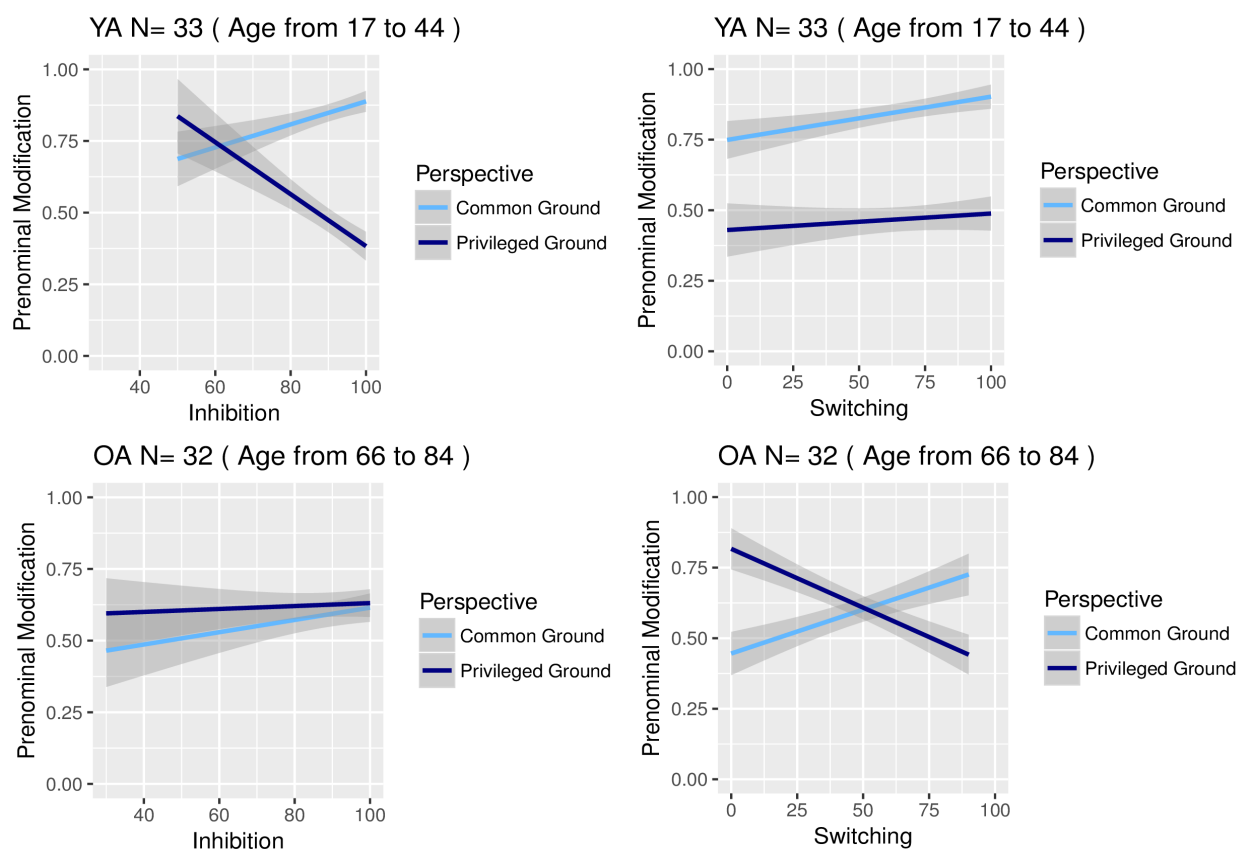 YA N= 33 ( Age from 17 to 44 )
1.00
0.75
0.50
0.25
0.00
Prenominal Modification
40 60 80 100
Inhibition
Perspective
Common Ground
Privileged Ground
YA N= 33 ( Age from 17 to 44 )
1.00
0.75
0.50
0.25
0.00
Prenominal Modification
0 25 50 75 100
Switching
Perspective
Common Ground
Privileged Ground
OA N= 32 ( Age from 66 to 84 )
1.00
0.75
0.50
0.25
0.00
Prenominal Modification
40 60 80 100
Inhibition
Perspective
Common Ground
Privileged Ground
OA N= 32 ( Age from 66 to 84 )
1.00
0.75
0.50
0.25
0.00
Prenominal Modification
0 25 50 75 100
Switching
Perspective
Common Ground
Privileged Ground